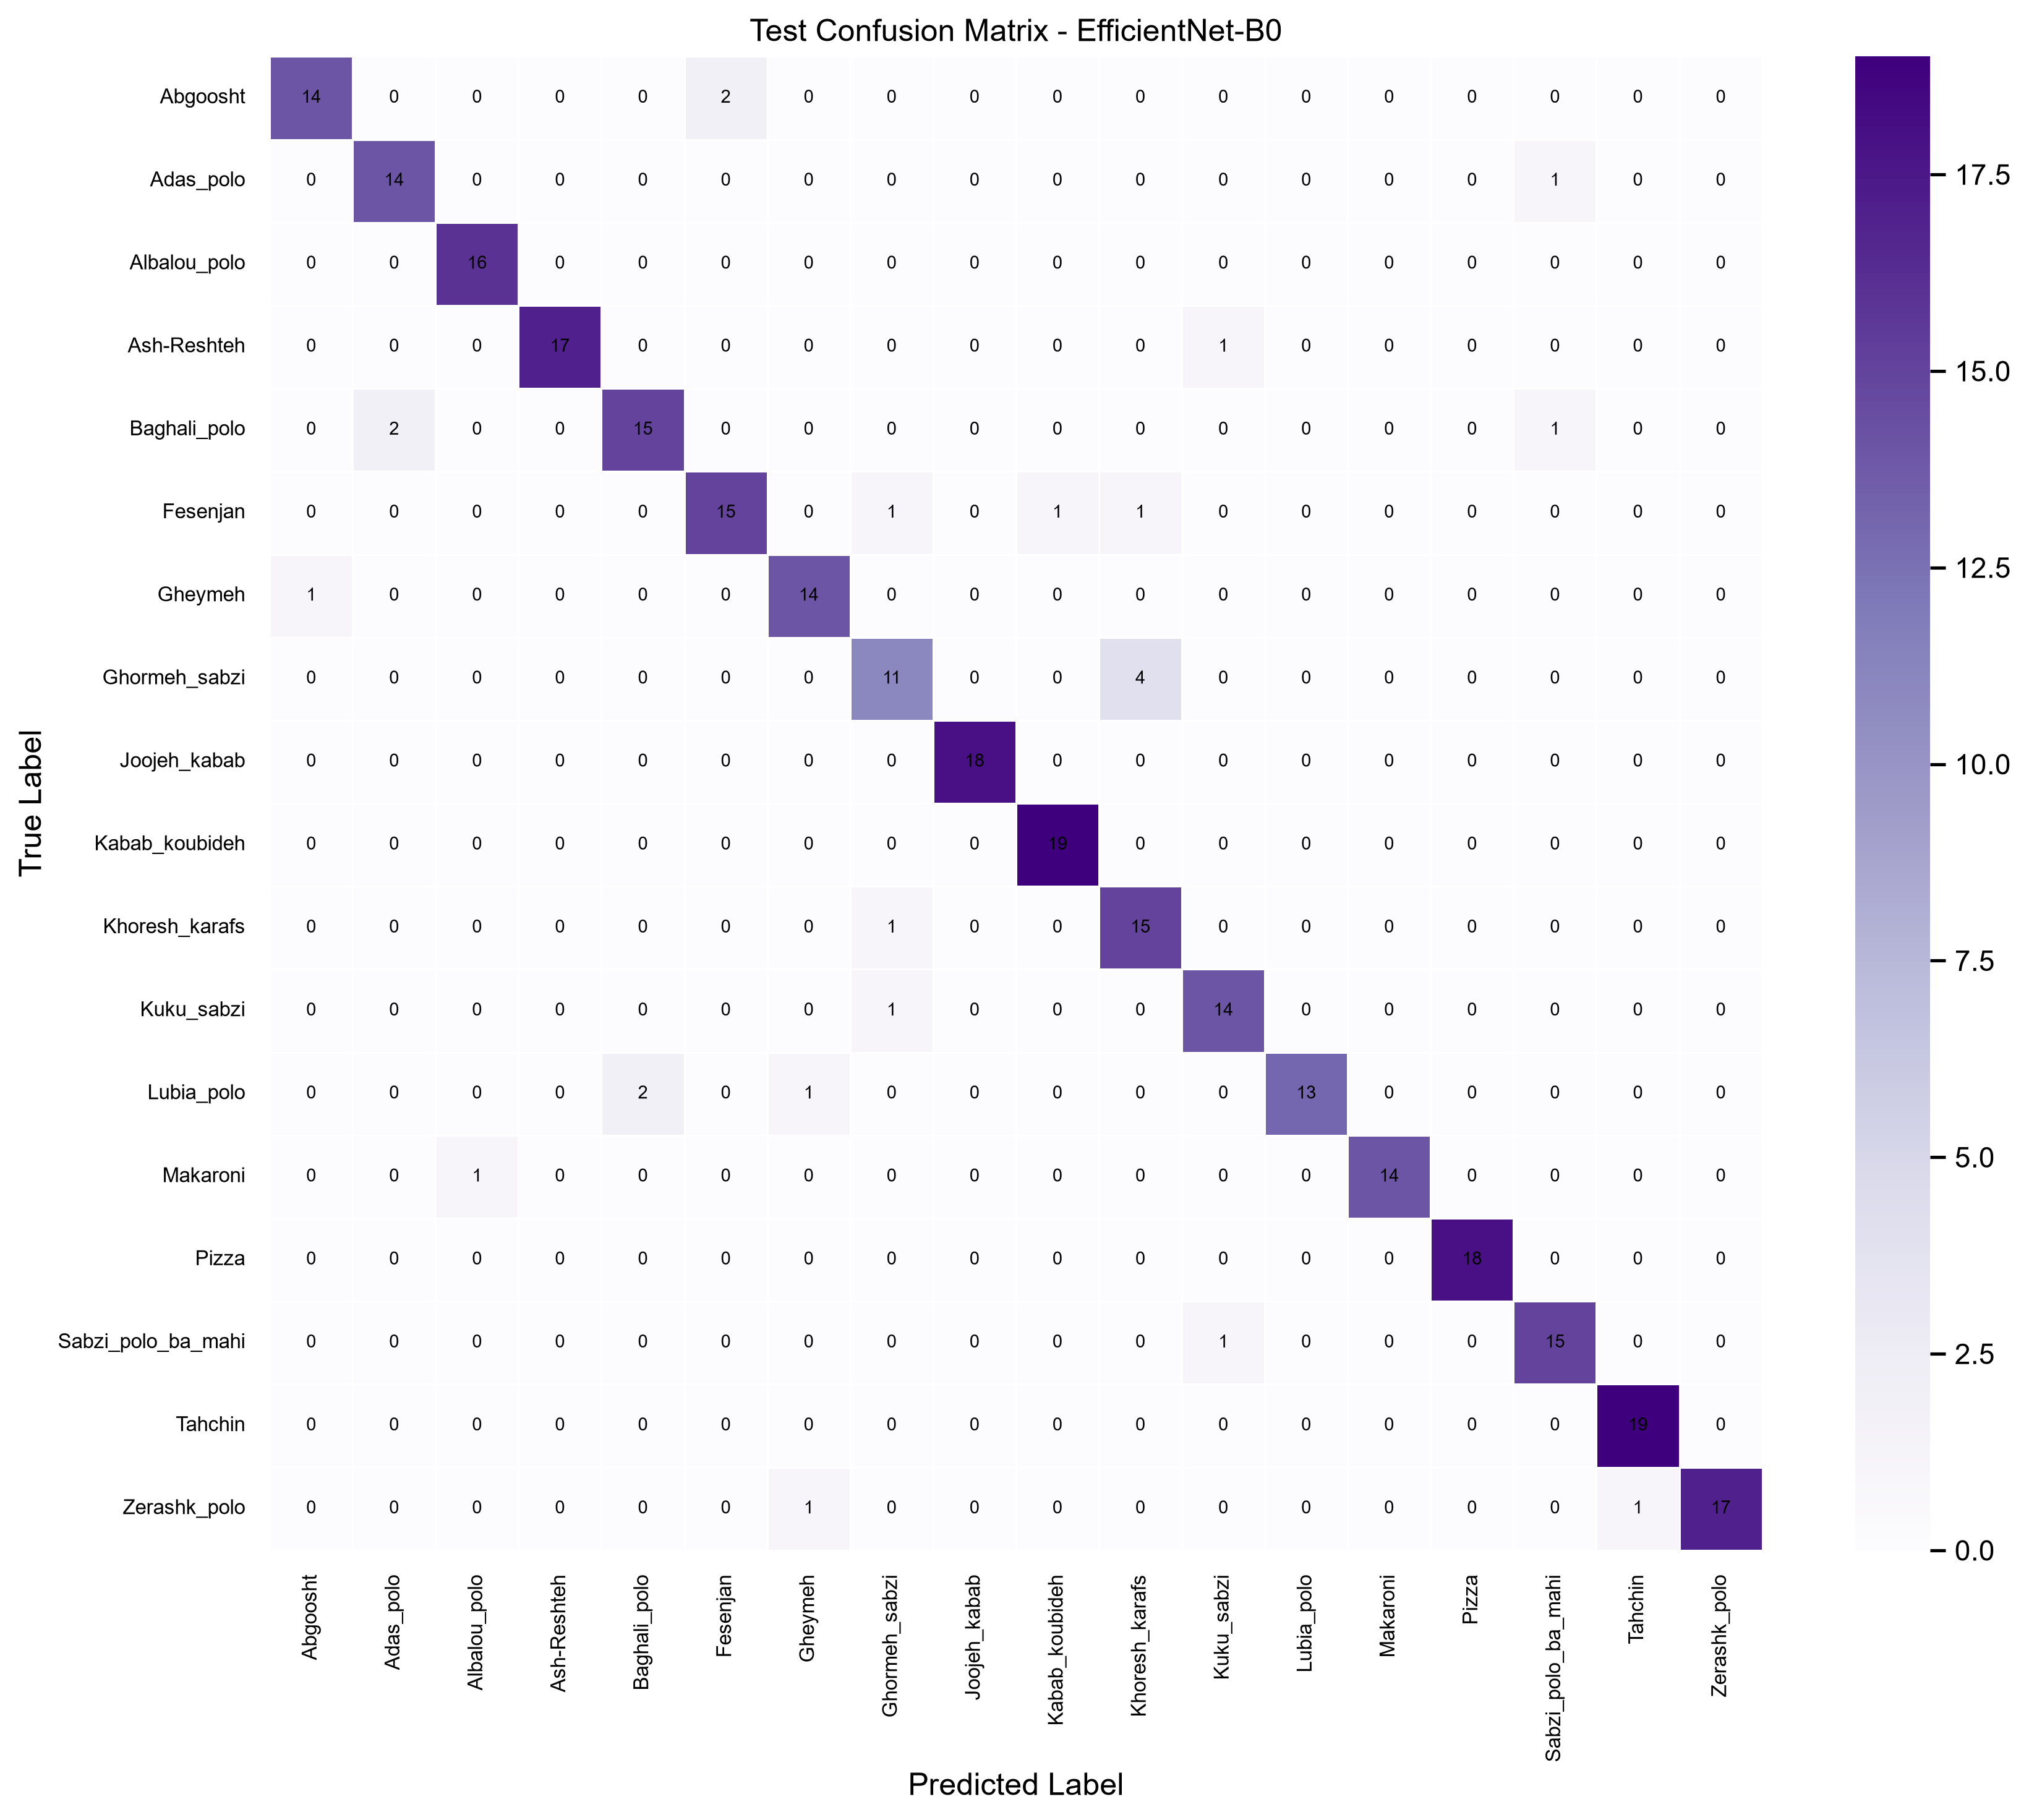 Test Confusion Matrix - EfficientNet-B0
Abgoosht 14 0 0 0 0 2 0 0 0 0 0 0 0 0 0 0 0 0
Adas_polo 0 14 0 0 0 0 0 0 0 0 0 0 0 0 0 1 0 0
17.5
Albalou_polo 0 0 16 0 0 0 0 0 0 0 0 0 0 0 0 0 0 0
Ash-Reshteh 0 0 0 17 0 0 0 0 0 0 0 1 0 0 0 0 0 0
15.0
Baghali_polo 0 2 0 0 15 0 0 0 0 0 0 0 0 0 0 1 0 0
Fesenjan 0 0 0 0 0 15 0 1 0 1 1 0 0 0 0 0 0 0
12.5
Gheymeh 1 0 0 0 0 0 14 0 0 0 0 0 0 0 0 0 0 0
Ghormeh_sabzi 0 0 0 0 0 0 0 11 0 0 4 0 0 0 0 0 0 0
Joojeh_kabab 0 0 0 0 0 0 0 0 18 0 0 0 0 0 0 0 0 0
10.0
True Label
Kabab_koubideh 0 0 0 0 0 0 0 0 0 19 0 0 0 0 0 0 0 0
Khoresh_karafs 0 0 0 0 0 0 0 1 0 0 15 0 0 0 0 0 0 0
7.5
Kuku_sabzi 0 0 0 0 0 0 0 1 0 0 0 14 0 0 0 0 0 0
Lubia_polo 0 0 0 0 2 0 1 0 0 0 0 0 13 0 0 0 0 0
5.0
Makaroni 0 0 1 0 0 0 0 0 0 0 0 0 0 14 0 0 0 0
Pizza 0 0 0 0 0 0 0 0 0 0 0 0 0 0 18 0 0 0
Sabzi_polo_ba_mahi 0 0 0 0 0 0 0 0 0 0 0 1 0 0 0 15 0 0
2.5
Tahchin 0 0 0 0 0 0 0 0 0 0 0 0 0 0 0 0 19 0
Zerashk_polo 0 0 0 0 0 0 1 0 0 0 0 0 0 0 0 0 1 17
0.0
Abgoosht
Adas_polo
Albalou_polo
Ash-Reshteh
Baghali_polo
Fesenjan
Gheymeh
Ghormeh_sabzi
Joojeh_kabab
Kabab_koubideh
Khoresh_karafs
Kuku_sabzi
Lubia_polo
Makaroni
Pizza
Sabzi_polo_ba_mahi
Tahchin
Zerashk_polo
Predicted Label